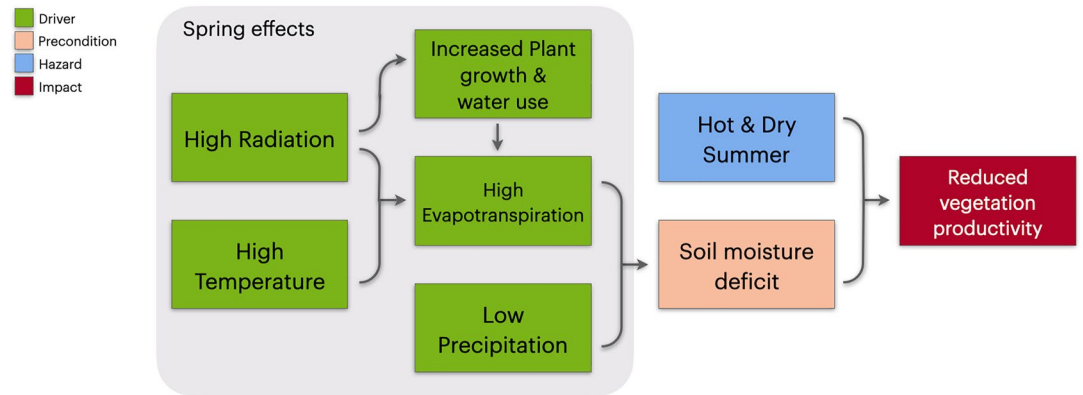 Driver
Precondition
Hazard
Impact
Spring effects
Increased Plant
growth &
water use
High Radiation
Hot & Dry
Summer
High
Evapotranspiration
Reduced
vegetation
productivity
High
Temperature
Soil moisture
deficit
Low
Precipitation